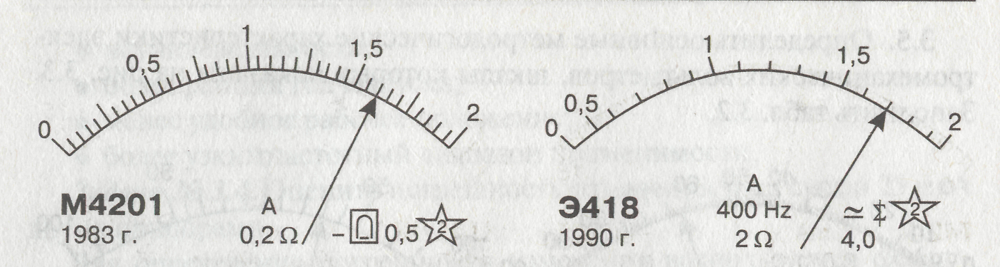 0 0,5 1 1,5 2
М4201
1983 г.
А
0,2 Ω
– 0,5 2
0 0,5 1 1,5 2
Э418
1990 г.
А
400 Hz
2 Ω
≃ 2
4,0